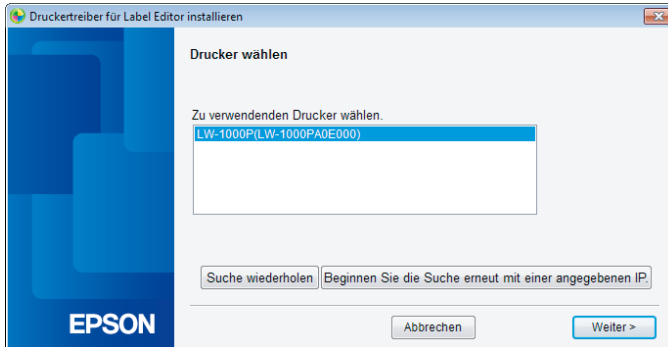 Druckertreiber für Label Editor installieren
Drucker wählen
Zu verwendenden Drucker wählen.
LW-1000P(LW-1000PA0E000)
Suche wiederholen
Beginnen Sie die Suche erneut mit einer angegebenen IP.
EPSON
Abbrechen
Weiter >